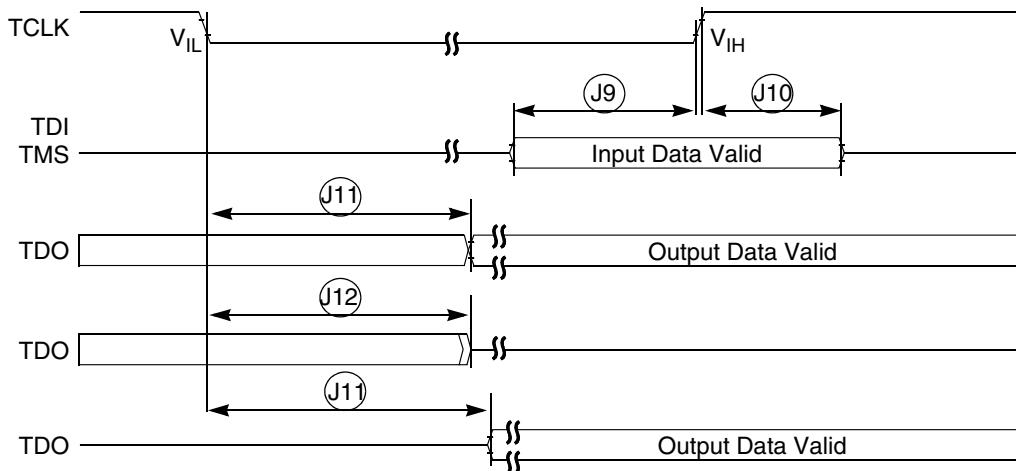 TCLK
VIL
VIH
J9
J10
TDI
TMS
Input Data Valid
J11
TDO
Output Data Valid
J12
TDO
J11
TDO
Output Data Valid